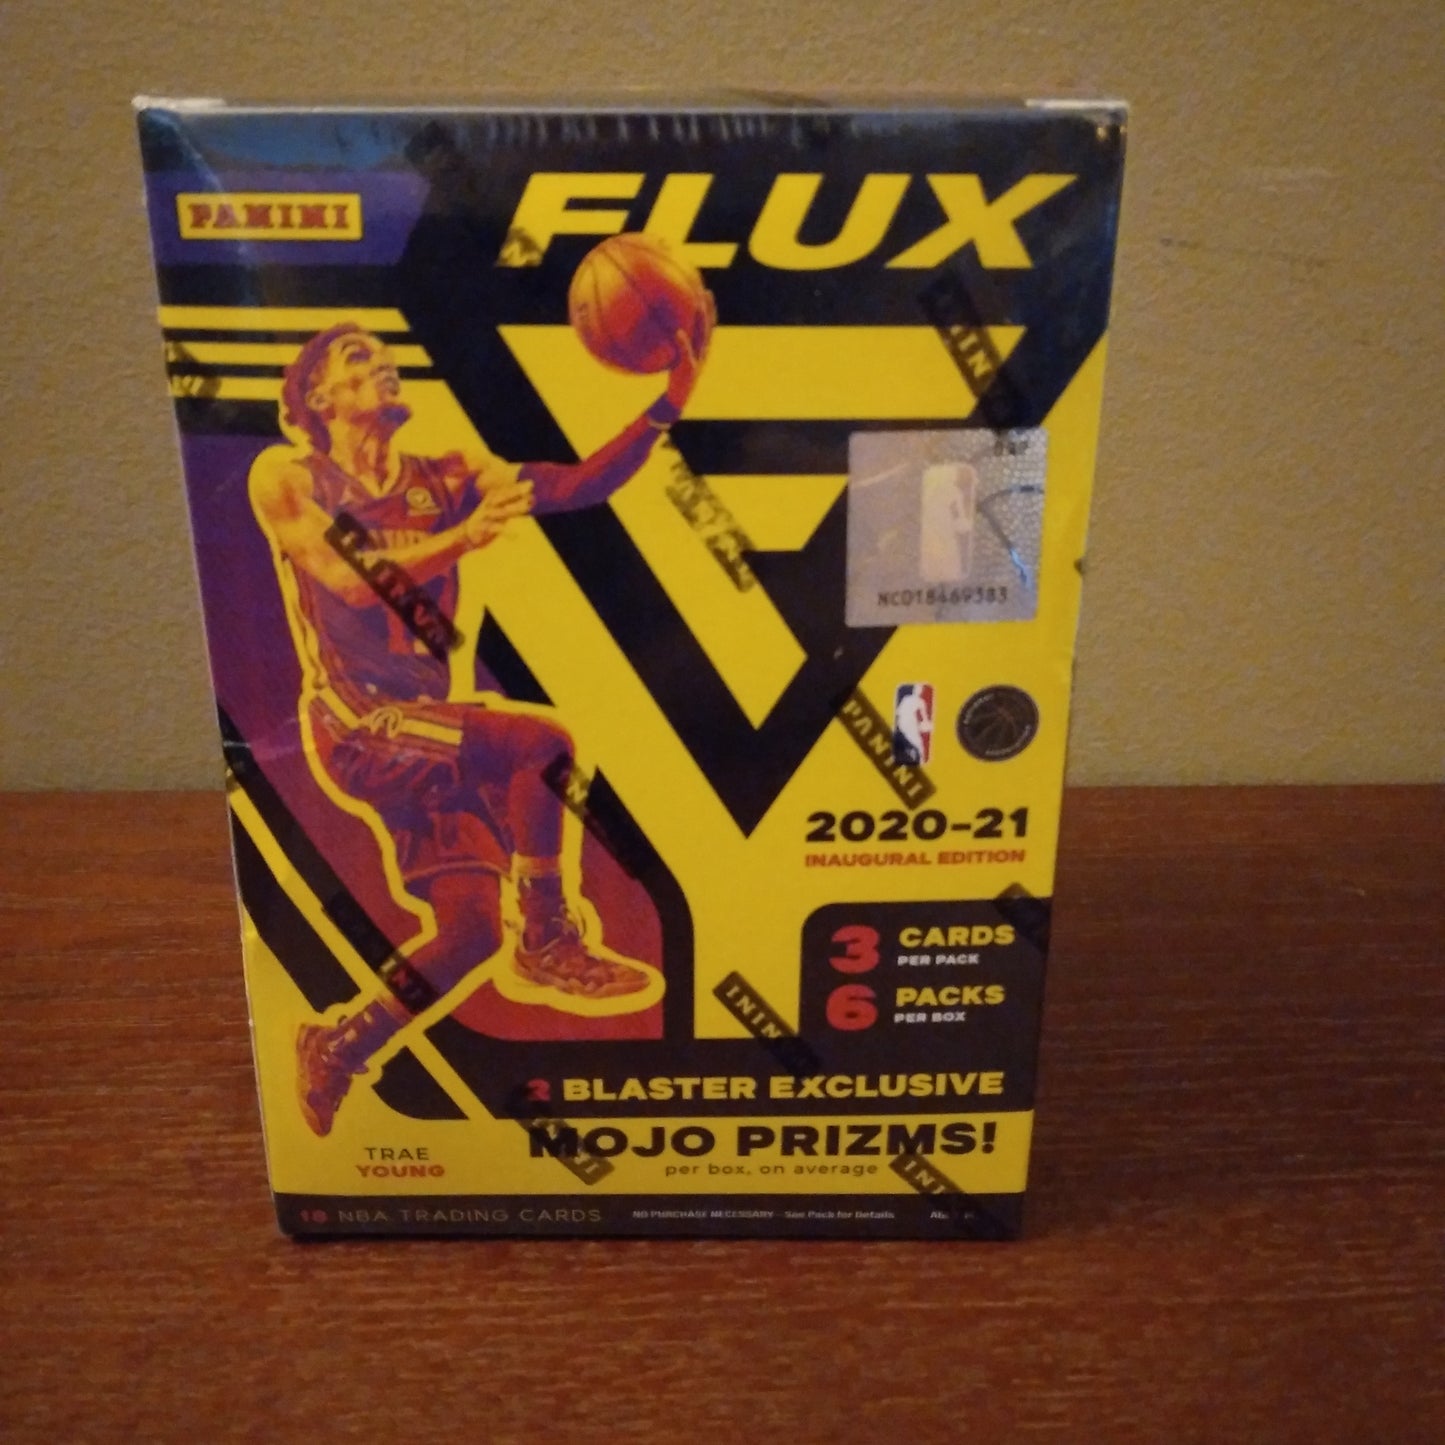 PANINI
FLUX
NC018469383
PANINI
2020-21
INAUGURAL EDITION
3 CARDS
PER PACK
6 PACKS
PER BOX
2 BLASTER EXCLUSIVE
MOJO PRIZMS!
per box, on average
TRAE
YOUNG
18 NBA TRADING CARDS
NO PURCHASE NECESSARY - See Pack for Details